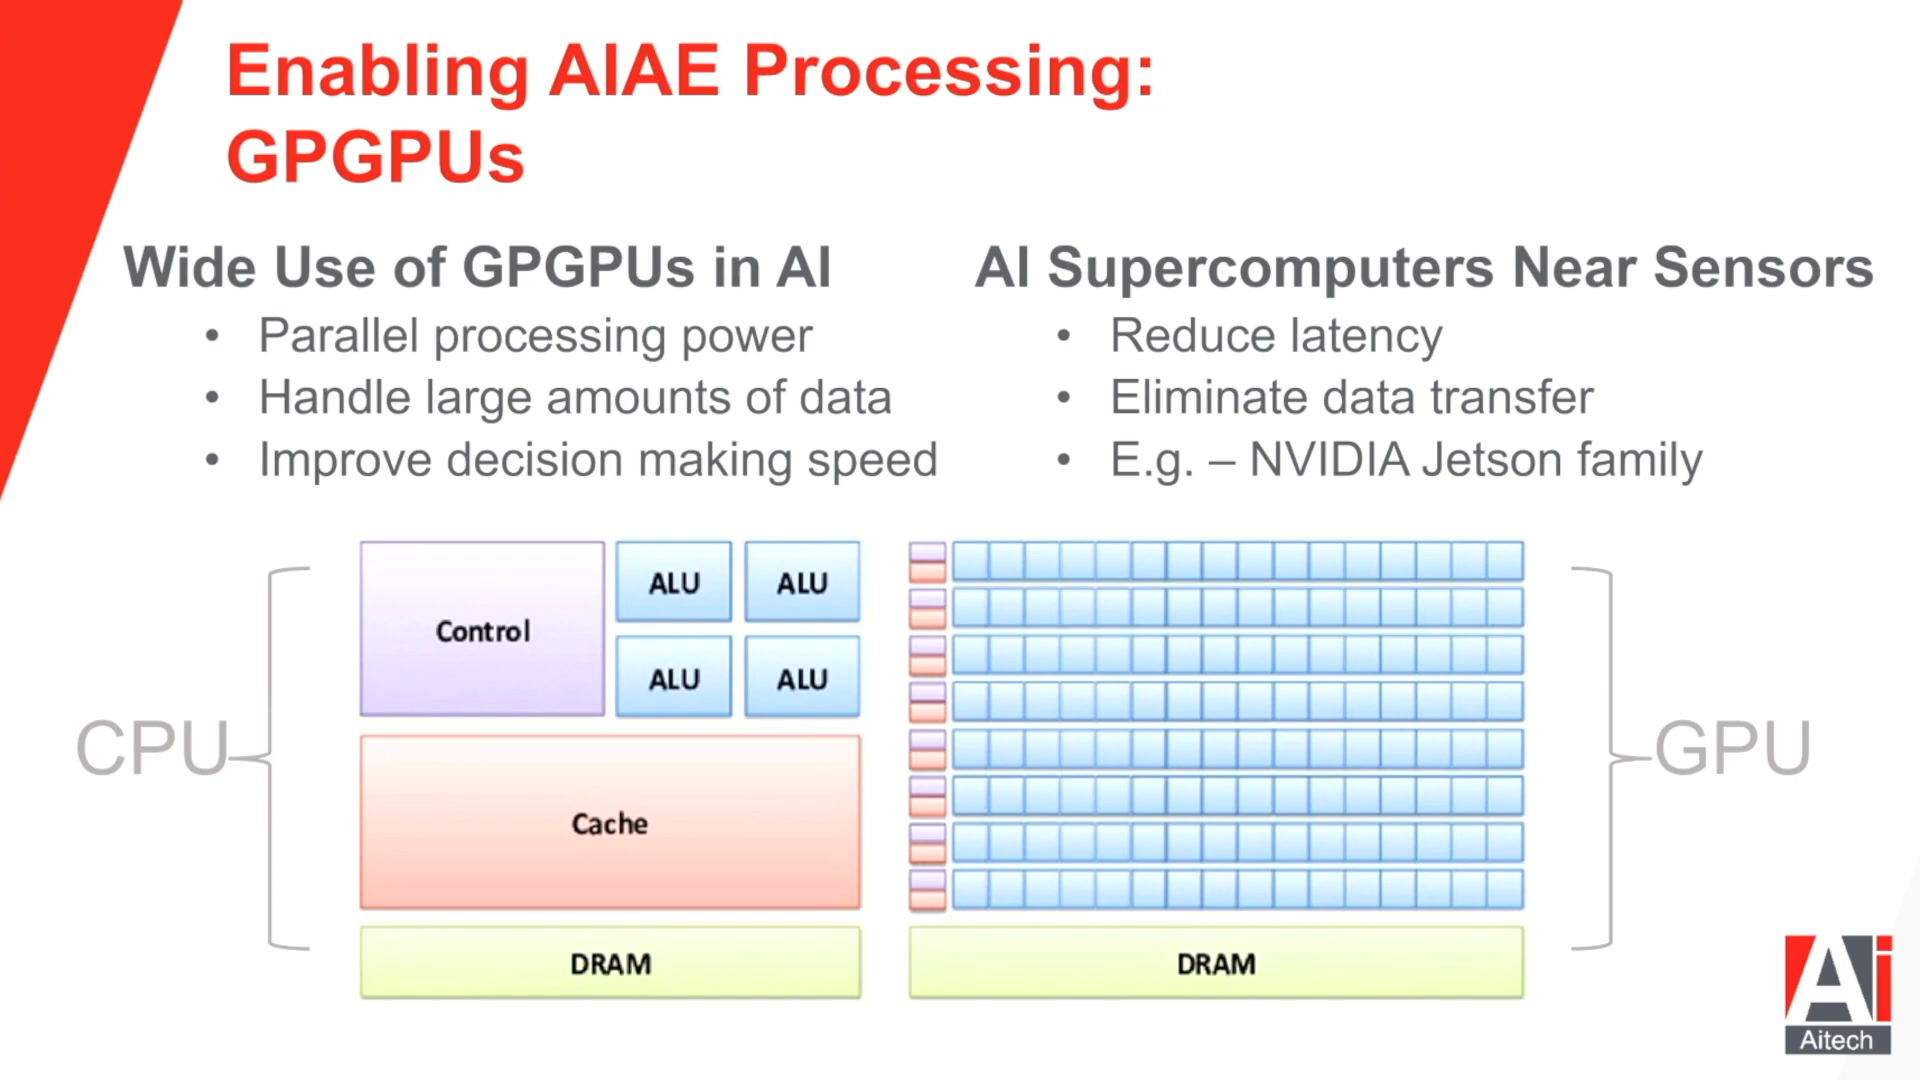 Enabling AIAE Processing:
GPGPUs
Wide Use of GPGPUs in AI
• Parallel processing power
• Handle large amounts of data
• Improve decision making speed
AI Supercomputers Near Sensors
• Reduce latency
• Eliminate data transfer
• E.g. – NVIDIA Jetson family
CPU
Control
ALU
ALU
ALU
ALU
Cache
DRAM
DRAM
GPU
Ai
Aitech